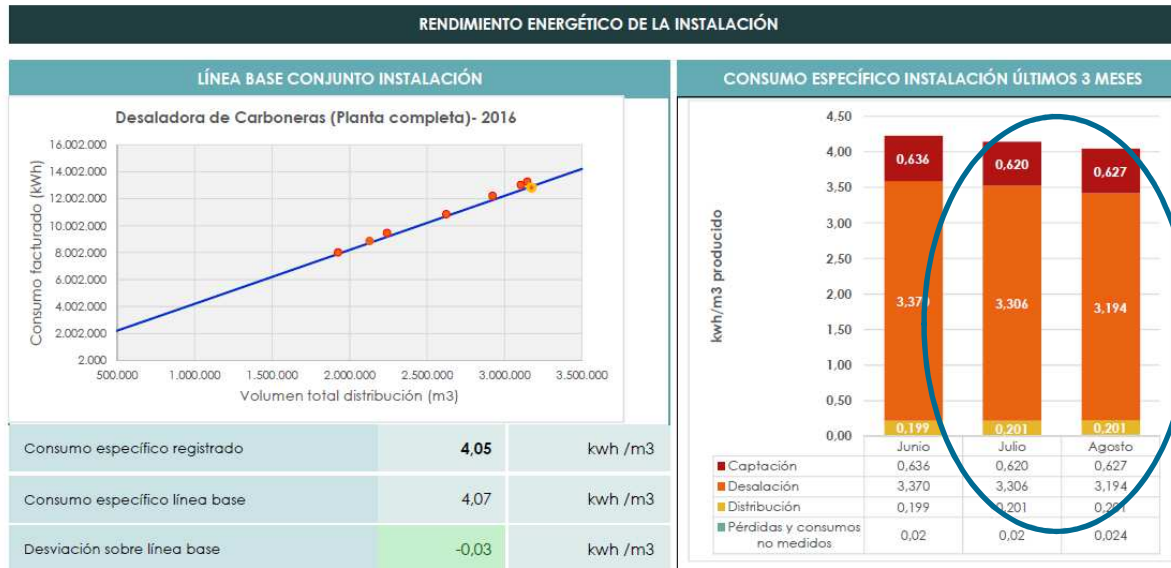 RENDIMIENTO ENERGÉTICO DE LA INSTALACIÓN
LÍNEA BASE CONJUNTO INSTALACIÓN
Desaladora de Carboneras (Planta completa)- 2016
Consumo facturado (kWh)
16.002.000
14.002.000
12.002.000
10.002.000
8.002.000
6.002.000
4.002.000
2.002.000
2.000
500.000 1.000.000 1.500.000 2.000.000 2.500.000 3.000.000 3.500.000
Volumen total distribución (m3)
Consumo específico registrado 4,05 kwh /m3
Consumo específico línea base 4,07 kwh /m3
Desviación sobre línea base -0,03 kwh /m3
CONSUMO ESPECÍFICO INSTALACIÓN ÚLTIMOS 3 MESES
kwh/m3 producido
4,50
4,00
3,50
3,00
2,50
2,00
1,50
1,00
0,50
0,00
0,636 0,620 0,627
3,370 3,306 3,194
0,199 0,201 0,201
Junio Julio Agosto
Captación 0,636 0,620 0,627
Desalación 3,370 3,306 3,194
Distribución 0,199 0,201 0,201
Pérdidas y consumos
no medidos 0,02 0,02 0,024